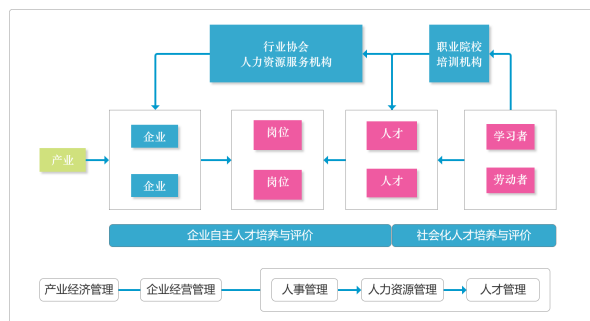 行业协会
人力资源服务机构
职业院校
培训机构
产业
企业
企业
岗位
岗位
人才
人才
学习者
劳动者
企业自主人才培养与评价
社会化人才培养与评价
产业经济管理
企业经营管理
人事管理
人力资源管理
人才管理